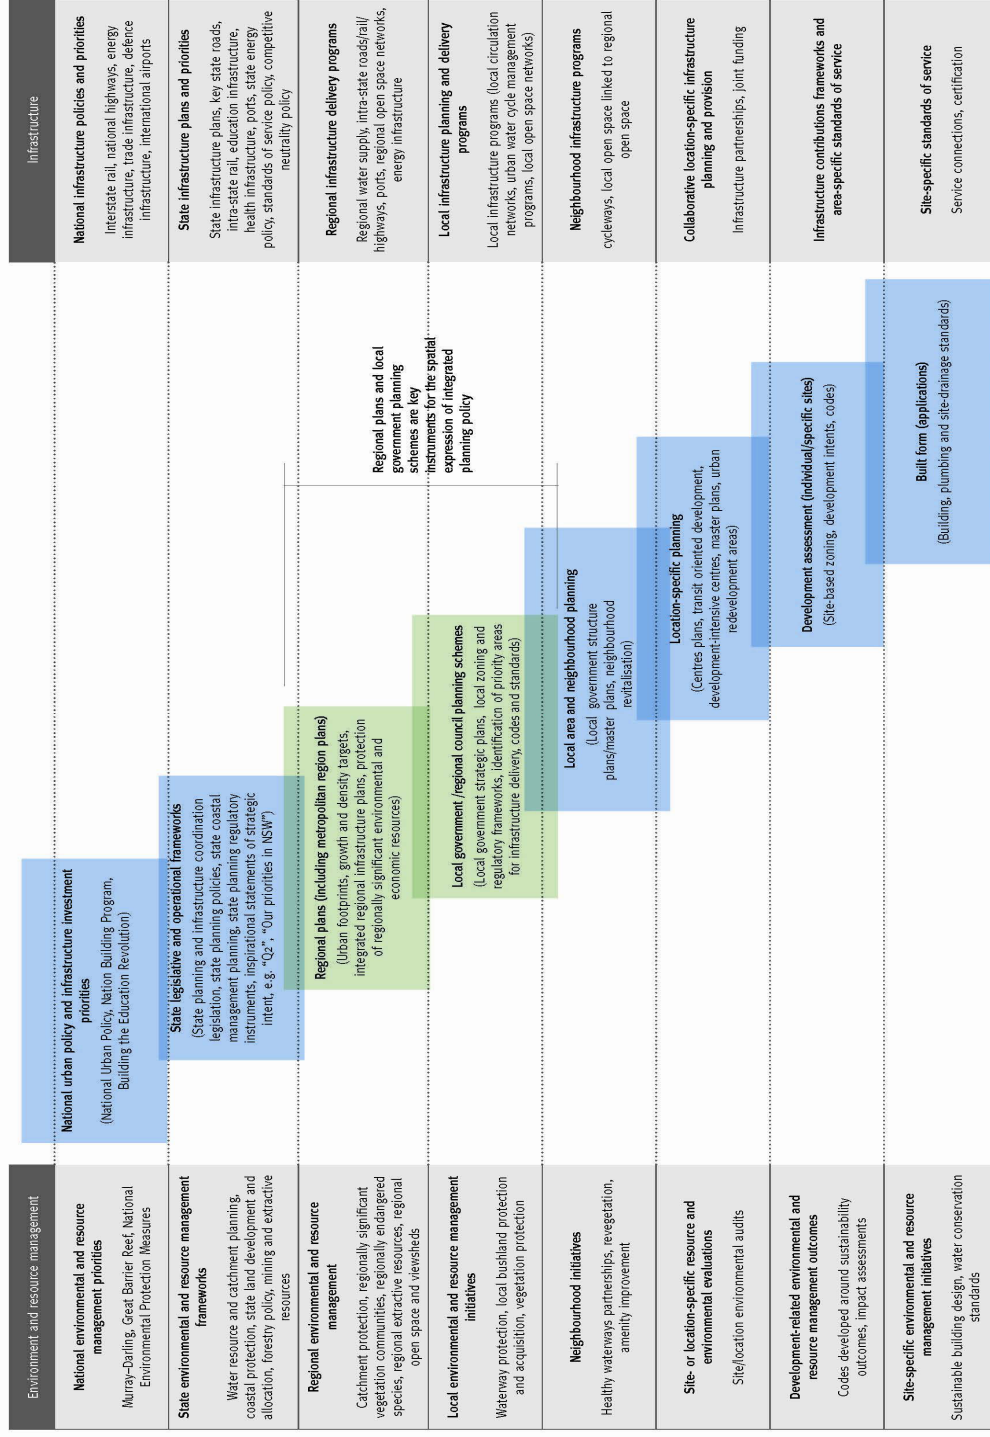 Environment and resource management
National environmental and resource
management priorities
Murray–Darling, Great Barrier Reef, National
Environmental Protection Measures
State environmental and resource management
frameworks
Water resource and catchment planning,
coastal protection, state land development and
allocation, forestry policy, mining and extractive
resources
Regional environmental and resource
management
Catchment protection, regionally significant
vegetation communities, regionally endangered
species, regional extractive resources, regional
open space and viewsheds
Local environmental and resource management
initiatives
Waterway protection, local bushland protection
and acquisition, vegetation protection
Neighbourhood initiatives
Healthy waterways partnerships, revegetation,
amenity improvement
Site- or location-specific resource and
environmental evaluations
Site/location environmental audits
Development-related environmental and
resource management outcomes
Codes developed around sustainability
outcomes, impact assessments
Site-specific environmental and resource
management initiatives
Sustainable building design, water conservation
standards
National urban policy and infrastructure investment
priorities
(National Urban Policy, Nation Building Program,
Building the Education Revolution)
State legislative and operational frameworks
(State planning and infrastructure coordination
legislation, state planning policies, state coastal
management planning, state planning regulatory
instruments, inspirational statements of strategic
intent, e.g. “Q2”, “Our priorities in NSW”)
Regional plans (including metropolitan region plans)
(Urban footprints, growth and density targets,
integrated regional infrastructure plans, protection
of regionally significant environmental and
economic resources)
Local government /regional council planning schemes
(Local government strategic plans, local zoning and
regulatory frameworks, identification of priority areas
for infrastructure delivery, codes and standards)
Local area and neighbourhood planning
(Local government structure
plans/master plans, neighbourhood
revitalisation)
Location-specific planning
(Centres plans, transit oriented development,
development-intensive centres, master plans, urban
redevelopment areas)
Development assessment (individual/specific sites)
(Site-based zoning, development intents, codes)
Built form (applications)
(Building, plumbing and site-drainage standards)
Regional plans and local
government planning
schemes are key
instruments for the spatial
expression of integrated
planning policy
Infrastructure
National infrastructure policies and priorities
Interstate rail, national highways, energy
infrastructure, trade infrastructure, defence
infrastructure, international airports
State infrastructure plans and priorities
State infrastructure plans, key state roads,
intra-state rail, education infrastructure,
health infrastructure, ports, state energy
policy, standards of service policy, competitive
neutrality policy
Regional infrastructure delivery programs
Regional water supply, intra-state roads/rail/
highways, ports, regional open space networks,
energy infrastructure
Local infrastructure planning and delivery
programs
Local infrastructure programs (local circulation
networks, urban water cycle management
programs, local open space networks)
Neighbourhood infrastructure programs
cycleways, local open space linked to regional
open space
Collaborative location-specific infrastructure
planning and provision
Infrastructure partnerships, joint funding
Infrastructure contributions frameworks and
area-specific standards of service
Site-specific standards of service
Service connections, certification